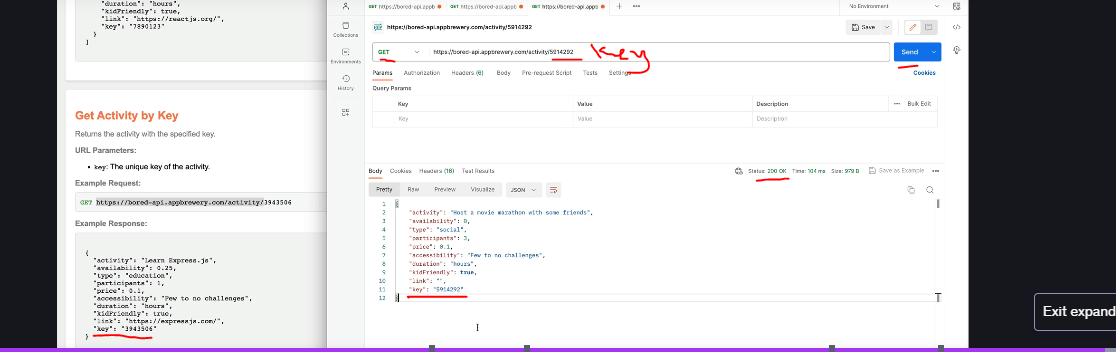 "duration": "hours",
"kidFriendly": true,
"link": "https://reactjs.org/",
"key": "7890123"
}
]
Get Activity by Key
Returns the activity with the specified key.
URL Parameters:
• key: The unique key of the activity.
Example Request:
GET https://bored-api.appbrewery.com/activity/3943506
Example Response:
{
"activity": "Learn Express.js",
"availability": 0.25,
"type": "education",
"participants": 1,
"price": 0.1,
"accessibility": "Few to no challenges",
"duration": "hours",
"kidFriendly": true,
"link": "https://expressjs.com/",
"key": "3943506"
}
Collections
Environments
History
GET https://bored-api.appb GET https://bored-api.appb GET https://bored-api.appb + ••• No Environment
https://bored-api.appbrewery.com/activity/5914292 Save
GET https://bored-api.appbrewery.com/activity/5914292 Key Send
Params Authorization Headers (6) Body Pre-request Script Tests Settings Cookies
Query Params
Key Value Description ••• Bulk Edit
Key Value Description
Body Cookies Headers (16) Test Results Status: 200 OK Time: 104 ms Size: 979 B Save as Example •••
Pretty Raw Preview Visualize JSON
1 {
2 "activity": "Host a movie marathon with some friends",
3 "availability": 0,
4 "type": "social",
5 "participants": 3,
6 "price": 0.1,
7 "accessibility": "Few to no challenges",
8 "duration": "hours",
9 "kidFriendly": true,
10 "link": "",
11 "key": "5914292"
12 }
Exit expand